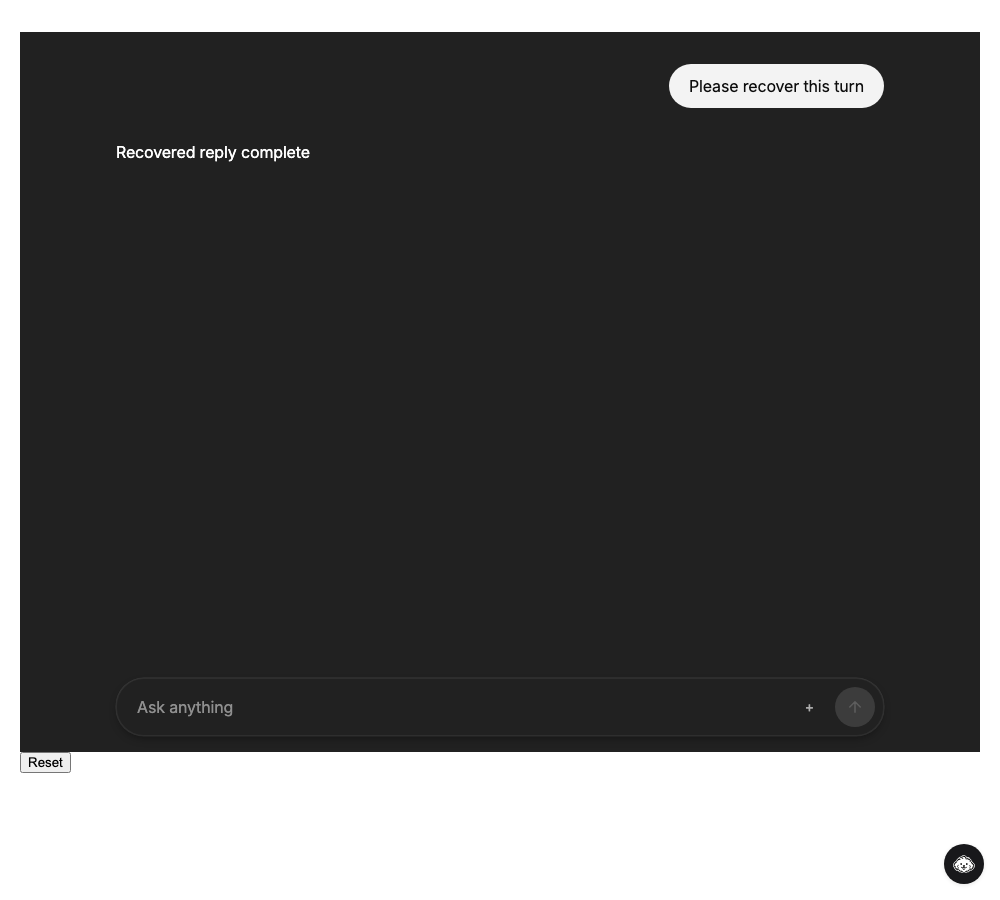 Please recover this turn
Recovered reply complete
Ask anything
+
Reset